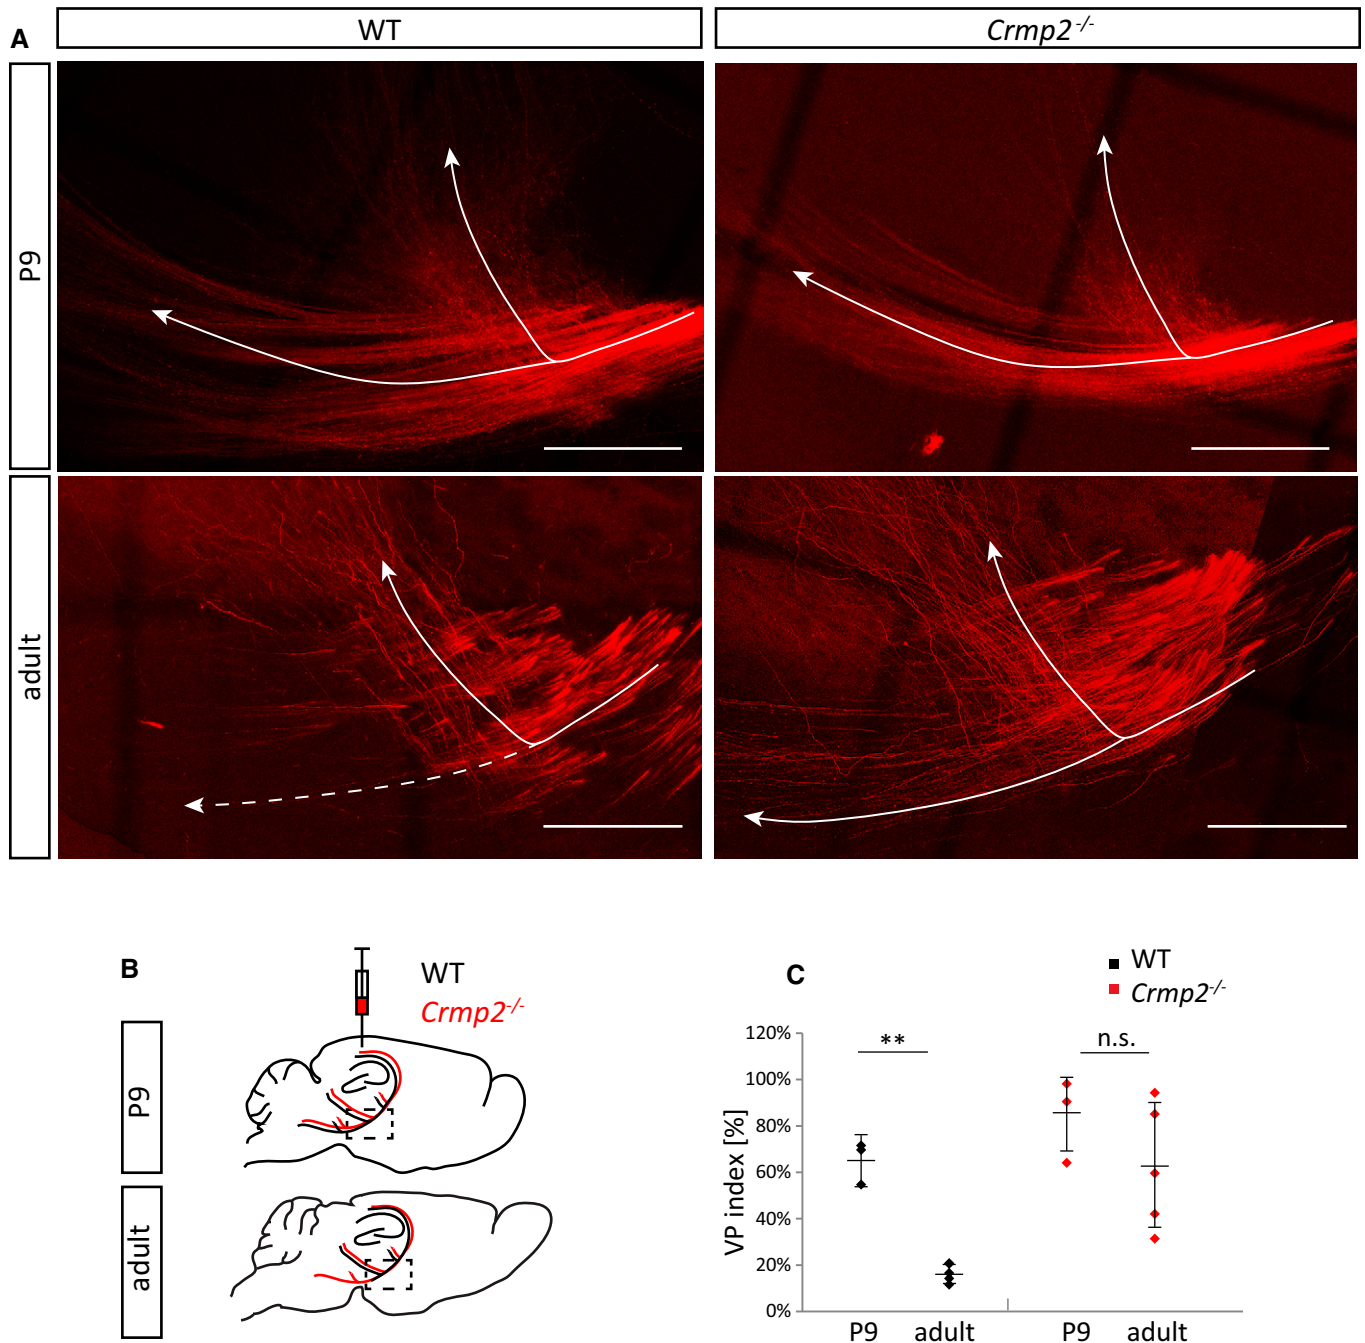 A
WT
Crmp2-/-
P9
adult
B
WT
Crmp2-/-
P9
adult
C
WT
Crmp2-/-
120%
100%
80%
60%
40%
20%
0%
VP index [%]
**
n.s.
P9 adult P9 adult